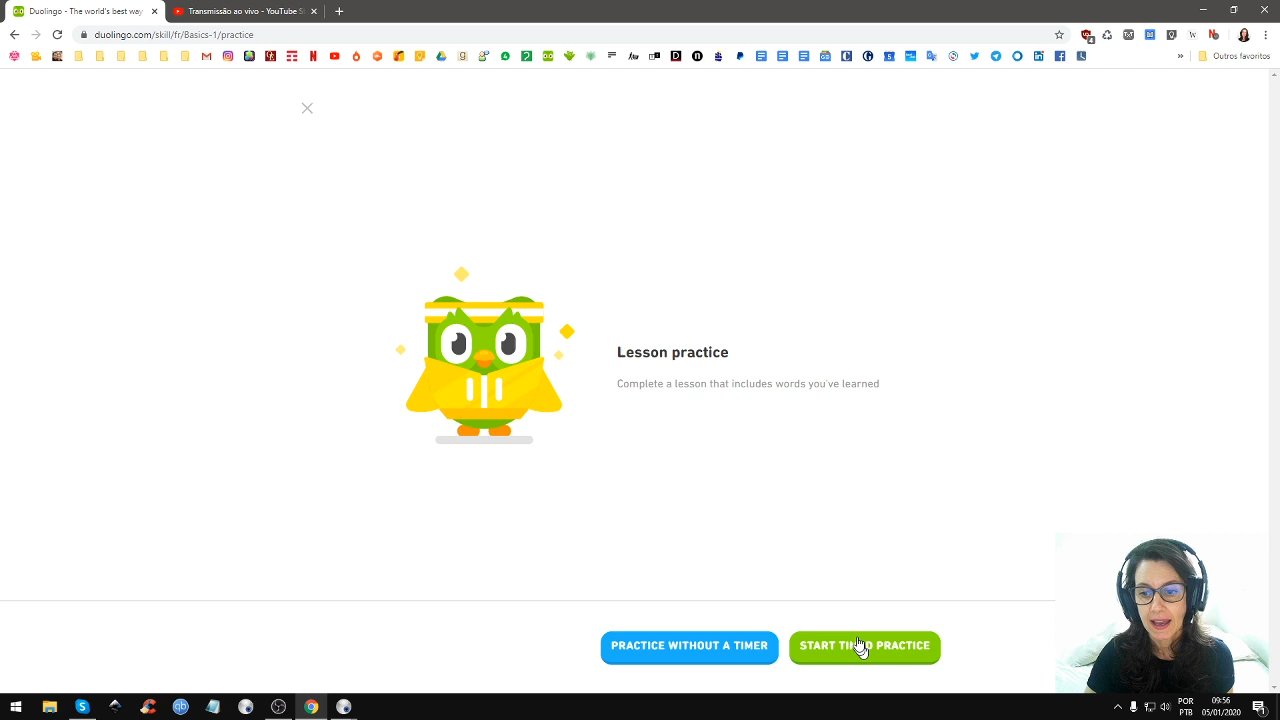 Duolingo - The world's best way
Transmissão ao vivo - YouTube S
duolingo.com/skill/fr/Basics-1/practice
Outros favoritos
Lesson practice
Complete a lesson that includes words you've learned
PRACTICE WITHOUT A TIMER
START PRACTICE
POR
PTB
09:56
05/01/2020